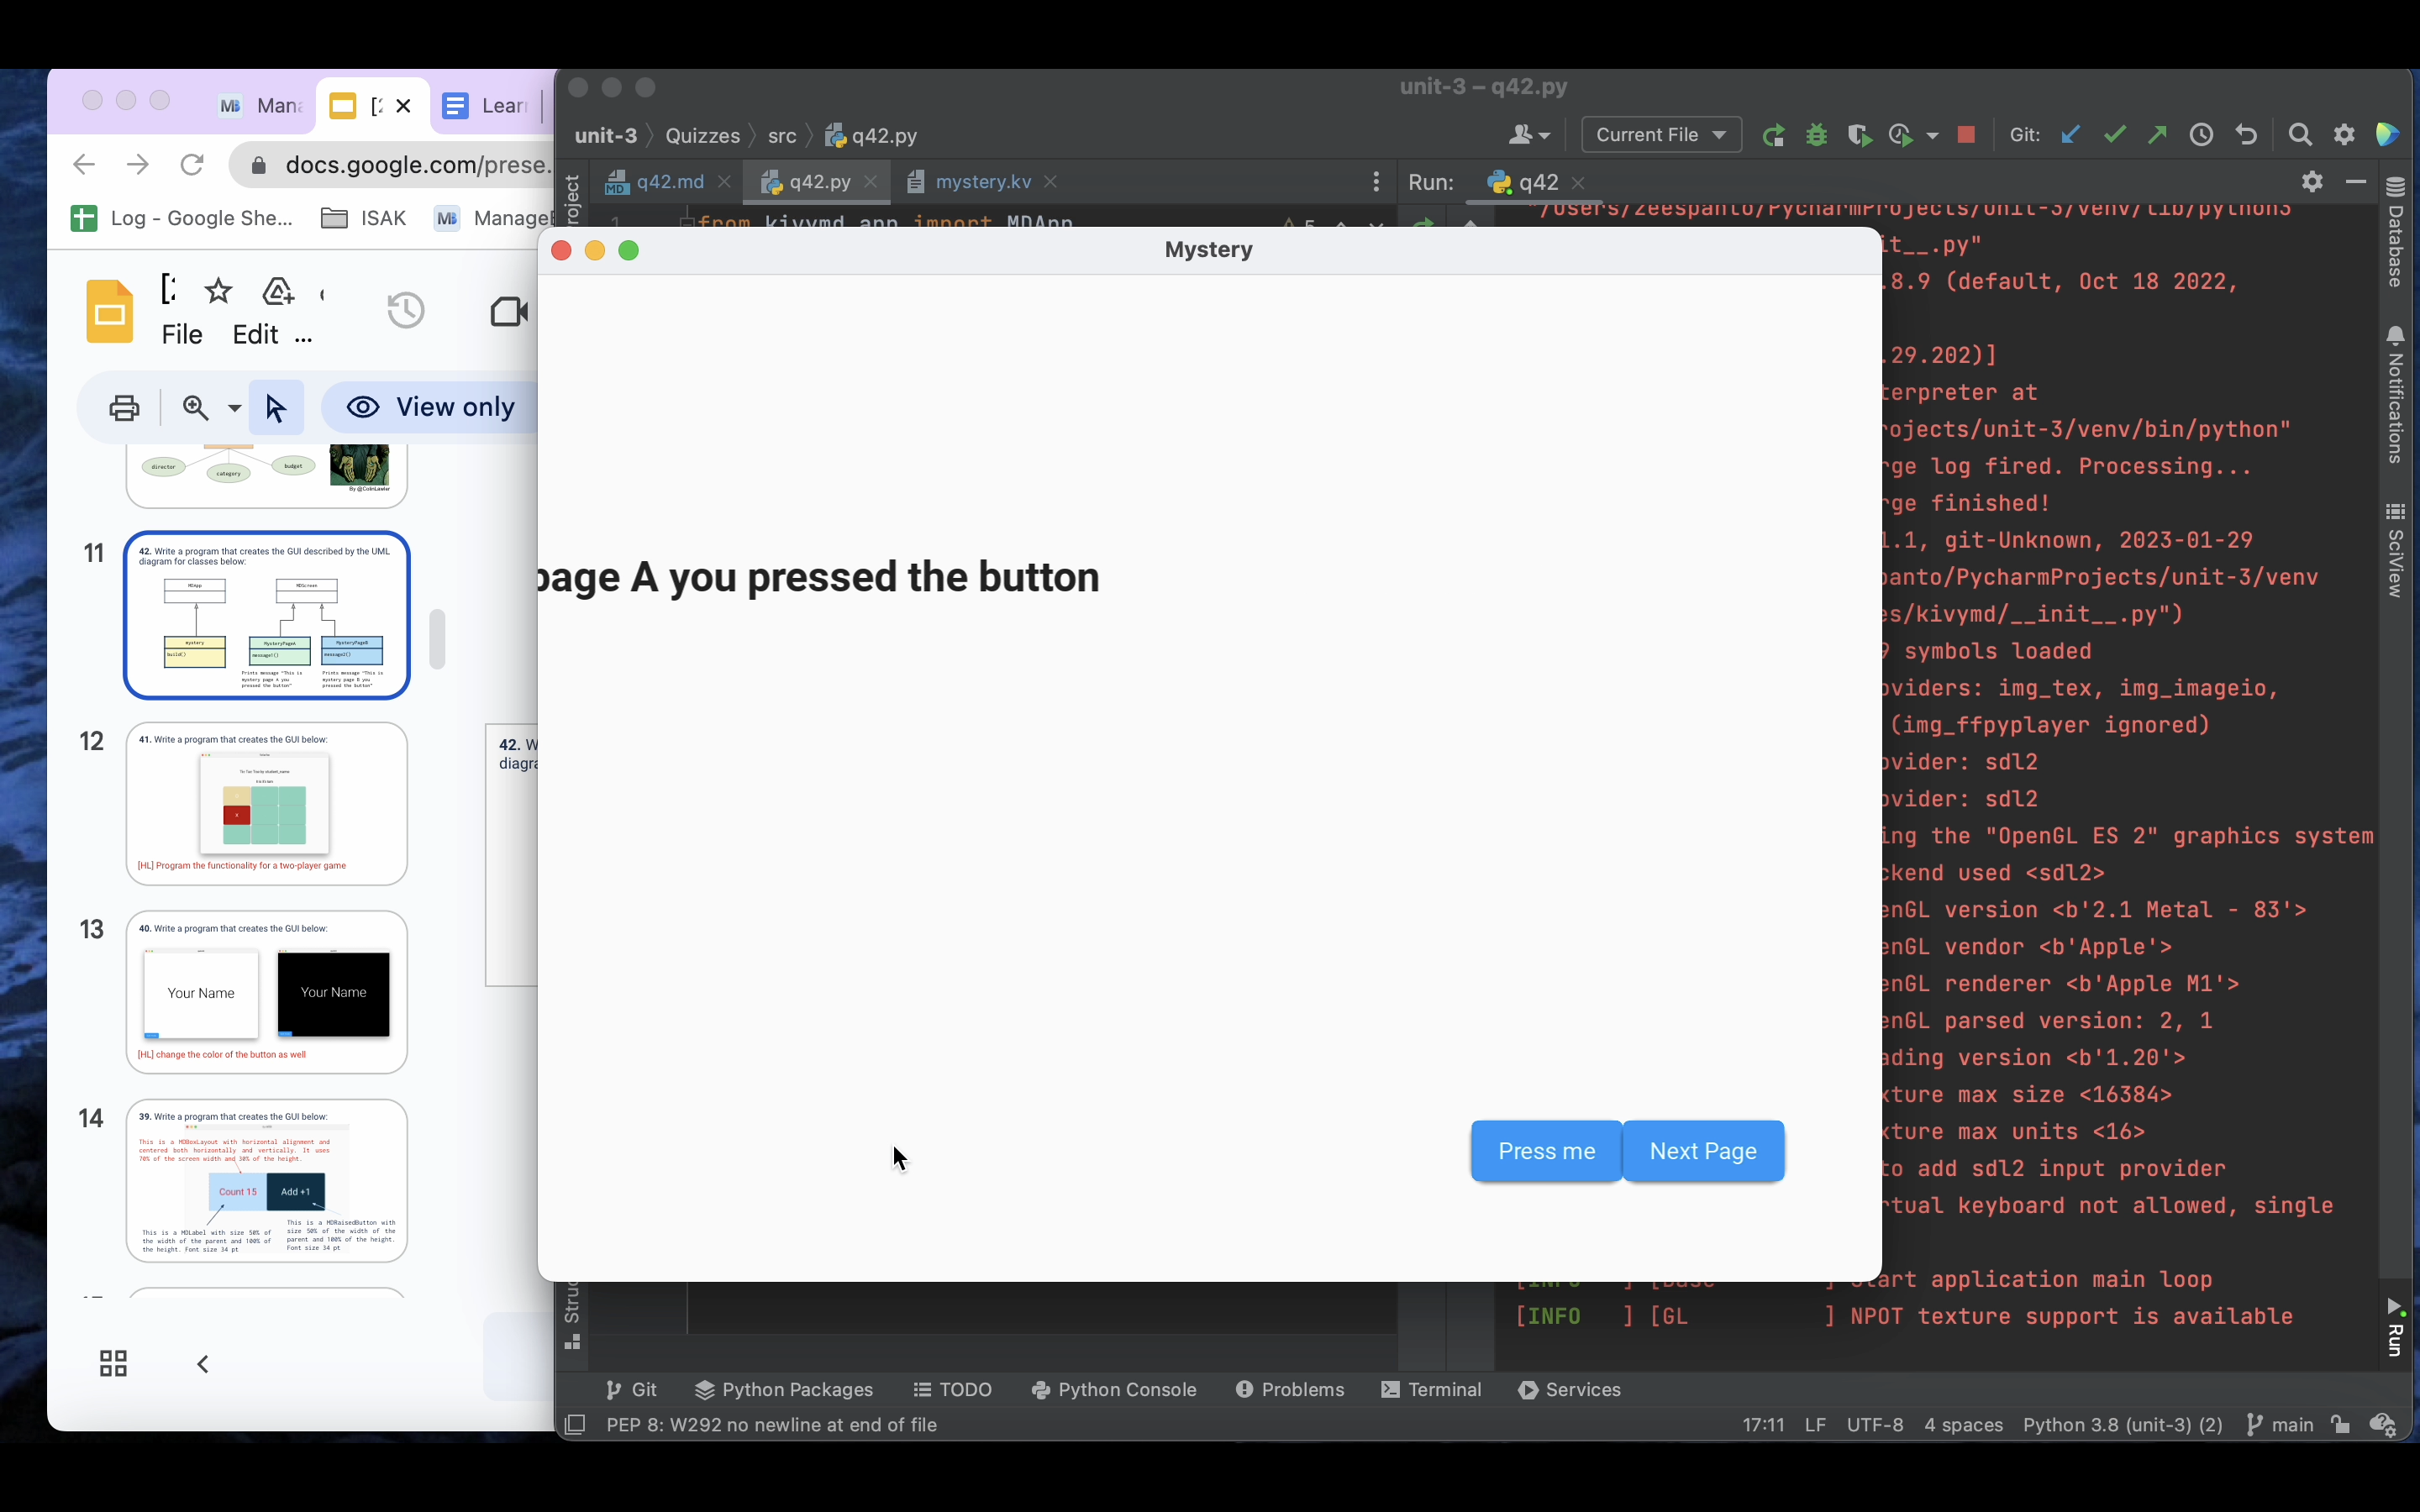 Mana
[2
Lear
docs.google.com/prese.
Log - Google She...
ISAK
ManageB
File
Edit
...
View only
director
category
budget
By @ColinLawler
11
42. Write a program that creates the GUI described by the UML
diagram for classes below:
MDApp
MDScreen
mystery
build()
MysteryPageA
message1()
MysteryPageB
message2()
Prints message "This is
mystery page A you
pressed the button"
Prints message "This is
mystery page B you
pressed the button"
12
41. Write a program that creates the GUI below:
X
[HL] Program the functionality for a two-player game
13
40. Write a program that creates the GUI below:
Your Name
Your Name
[HL] change the color of the button as well
14
39. Write a program that creates the GUI below:
This is a MDBoxLayout with horizontal alignment and
centered both horizontally and vertically. It uses
70% of the screen width and 30% of the height.
Count 15
Add +1
This is a MDLabel with size 50% of
the width of the parent and 100% of
the height. Font size 34 pt
This is a MDRaisedButton with
size 50% of the width of the
parent and 100% of the height.
Font size 34 pt
42. W
diagra
unit-3 – q42.py
unit-3
Quizzes
src
q42.py
Current File
Git:
q42.md
q42.py
mystery.kv
Run:
q42
roject
1
from kivymd.app import MDApp
5
Mystery
page A you pressed the button
Press me
Next Page
"/Users/zeespanto/PycharmProjects/unit-3/venv/lib/python3
it__.py"
.8.9 (default, Oct 18 2022,
.29.202)]
terpreter at
rojects/unit-3/venv/bin/python"
rge log fired. Processing...
rge finished!
1.1, git-Unknown, 2023-01-29
panto/PycharmProjects/unit-3/venv
es/kivymd/__init__.py")
9 symbols loaded
oviders: img_tex, img_imageio,
(img_ffpyplayer ignored)
ovider: sdl2
ovider: sdl2
ing the "OpenGL ES 2" graphics system
ckend used <sdl2>
enGL version <b'2.1 Metal - 83'>
enGL vendor <b'Apple'>
enGL renderer <b'Apple M1'>
enGL parsed version: 2, 1
ading version <b'1.20'>
xture max size <16384>
xture max units <16>
to add sdl2 input provider
rtual keyboard not allowed, single
[INFO ] [Base ] Start application main loop
[INFO ] [GL ] NPOT texture support is available
Database
Notifications
SciView
Run
Struc
Git
Python Packages
TODO
Python Console
Problems
Terminal
Services
PEP 8: W292 no newline at end of file
17:11
LF
UTF-8
4 spaces
Python 3.8 (unit-3) (2)
main